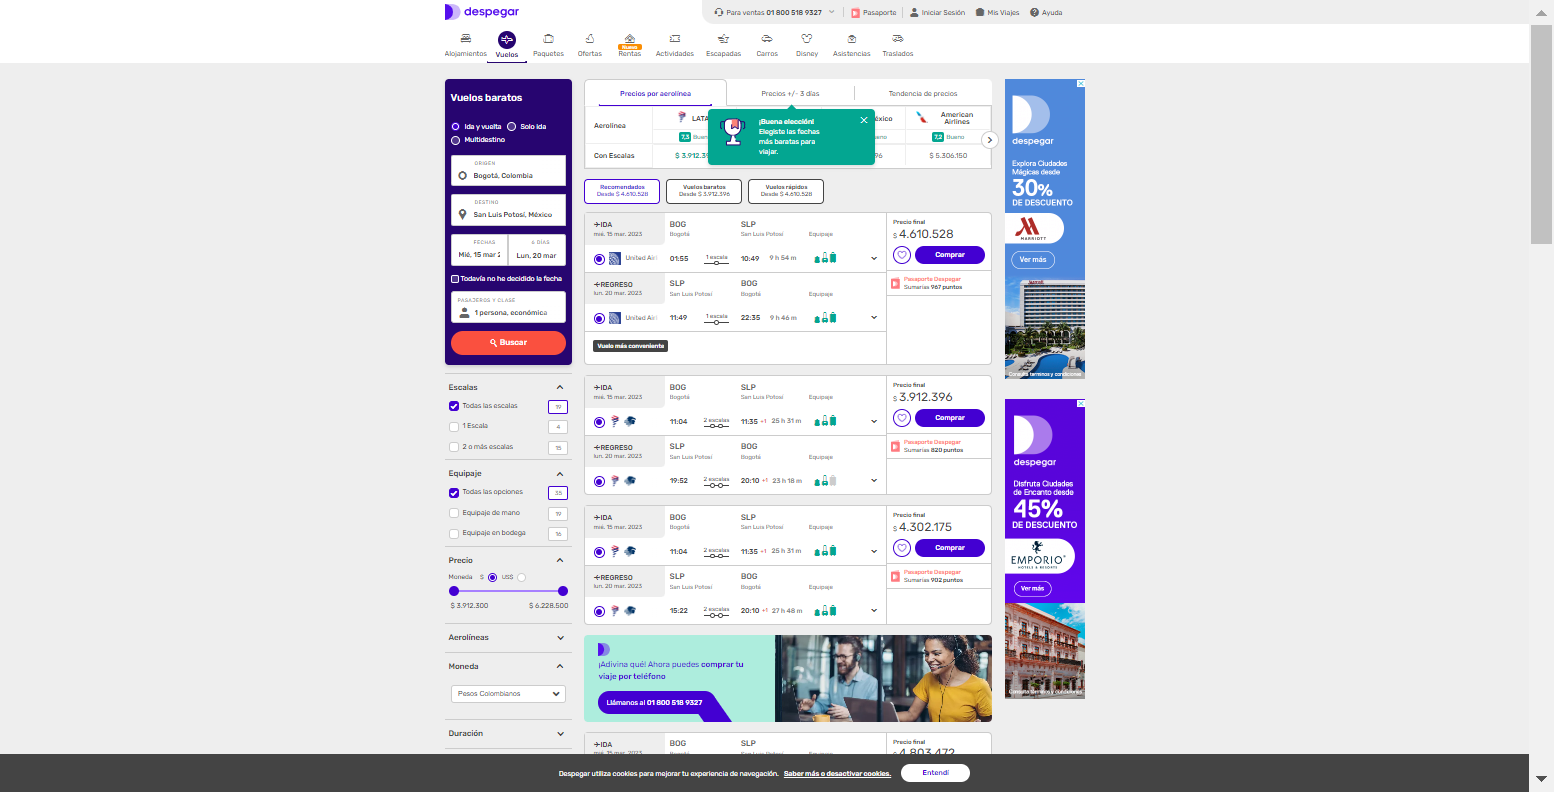 despegar
Para ventas 01 800 518 9327
Pasaporte
Iniciar Sesión
Mis Viajes
Ayuda
Alojamientos
Vuelos
Paquetes
Ofertas
Nuevo
Rentas
Actividades
Escapadas
Carros
Disney
Asistencias
Traslados
Vuelos baratos
Ida y vuelta
Solo Ida
Multidestino
ORIGEN
Bogotá, Colombia
DESTINO
San Luis Potosí, México
FECHAS
6 DÍAS
Mié, 15 mar 2
Lun, 20 mar
Todavía no he decidido la fecha
PASAJEROS Y CLASE
1 persona, económica
Buscar
Escalas
Todas las escalas 19
1 Escala 4
2 o más escalas 15
Equipaje
Todas las opciones 35
Equipaje de mano 19
Equipaje en bodega 16
Precio
Moneda $ US$
$ 3.912.300 $ 6.228.500
Aerolíneas
Moneda
Pesos Colombianos
Duración
Precios por aerolínea
Precios +/- 3 días
Tendencia de precios
Aerolínea
LATA
éxico
American
Airlines
7,3 Buen
ueno
7,2 Bueno
Con Escalas
$ 3.912.39
96
$ 5.306.150
¡Buena elección!
Elegiste las fechas
más baratas para
viajar.
Recomendados
Desde $ 4.610.528
Vuelos baratos
Desde $ 3.912.396
Vuelos rápidos
Desde $ 4.610.528
IDA BOG SLP
mié. 15 mar. 2023 Bogotá San Luis Potosí Equipaje
United Airl 01:55 1 escala 10:49 9 h 54 m
REGRESO SLP BOG
lun. 20 mar. 2023 San Luis Potosí Bogotá Equipaje
United Airl 11:49 1 escala 22:35 9 h 46 m
Vuelo más conveniente
Precio final
$ 4.610.528
Comprar
Pasaporte Despegar
Sumarías 967 puntos
IDA BOG SLP
mié. 15 mar. 2023 Bogotá San Luis Potosí Equipaje
11:04 2 escalas 11:35 +1 25 h 31 m
REGRESO SLP BOG
lun. 20 mar. 2023 San Luis Potosí Bogotá Equipaje
19:52 2 escalas 20:10 +1 23 h 18 m
Precio final
$ 3.912.396
Comprar
Pasaporte Despegar
Sumarías 820 puntos
IDA BOG SLP
mié. 15 mar. 2023 Bogotá San Luis Potosí Equipaje
11:04 2 escalas 11:35 +1 25 h 31 m
REGRESO SLP BOG
lun. 20 mar. 2023 San Luis Potosí Bogotá Equipaje
15:22 2 escalas 20:10 +1 27 h 48 m
Precio final
$ 4.302.175
Comprar
Pasaporte Despegar
Sumarías 902 puntos
¡Adivina qué! Ahora puedes comprar tu
viaje por teléfono
Llámanos al 01 800 518 9327
IDA BOG SLP
mié. 15 mar. 2023 Bogotá San Luis Potosí Equipaje
Precio final
$ 4.803.472
despegar
Explora Ciudades
Mágicas desde
30%
DE DESCUENTO
MARRIOTT
Ver más
Marriott
Consulta términos y condiciones
despegar
Disfruta Ciudades
de Encanto desde
45%
DE DESCUENTO
EMPORIO
HOTELS & RESORTS
Ver más
Consulta términos y condiciones
Despegar utiliza cookies para mejorar tu experiencia de navegación. Saber más o desactivar cookies.
Entendí